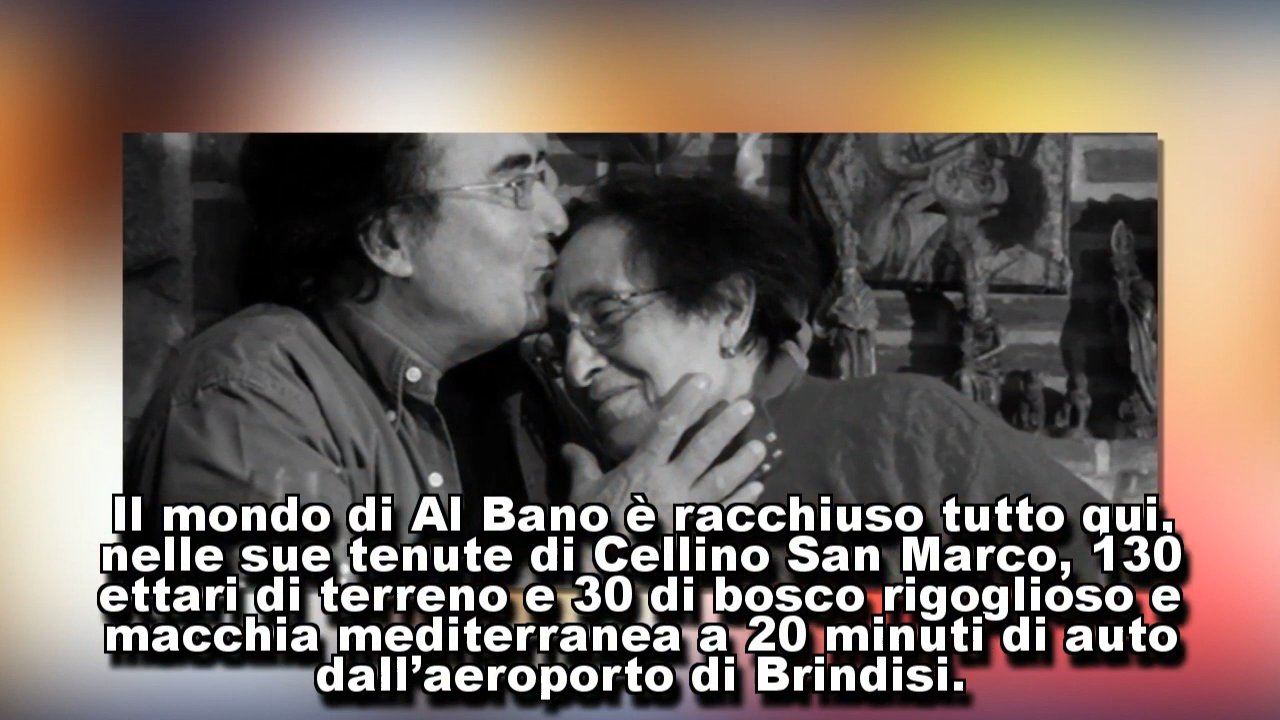 Il mondo di Al Bano è racchiuso tutto qui,
nelle sue tenute di Cellino San Marco, 130
ettari di terreno e 30 di bosco rigoglioso e
macchia mediterranea a 20 minuti di auto
dall’aeroporto di Brindisi.